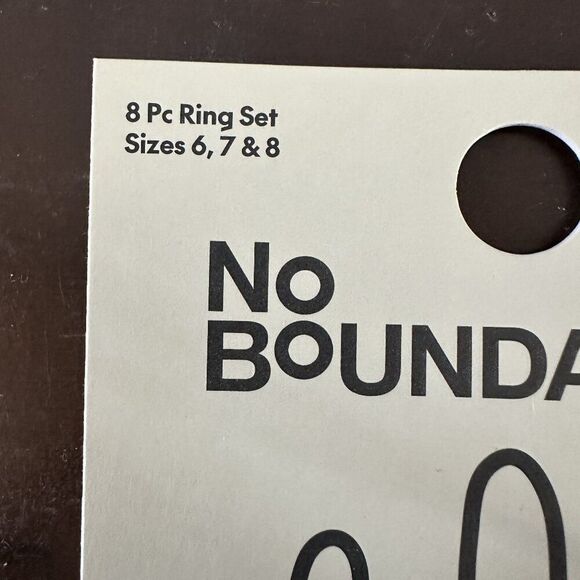 8 Pc Ring Set
Sizes 6, 7 & 8
No
BoUNDA